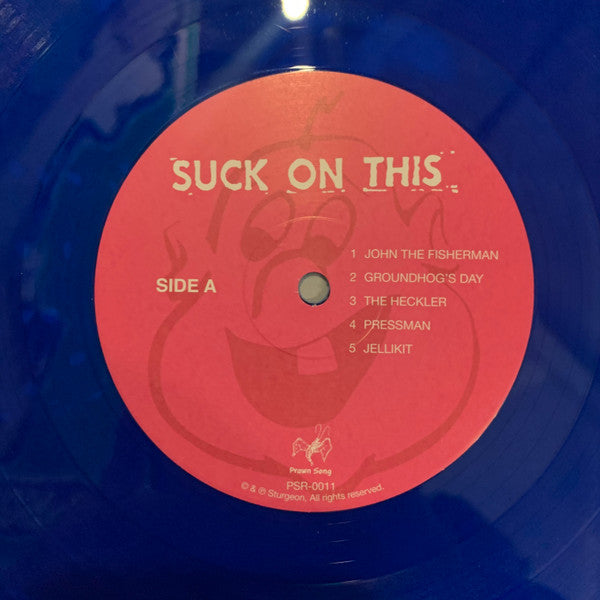 SUCK ON THIS
SIDE A
1 JOHN THE FISHERMAN
2 GROUNDHOG'S DAY
3 THE HECKLER
4 PRESSMAN
5 JELLIKIT
Prawn Song
PSR-0011
© & ℗ Sturgeon, All rights reserved.